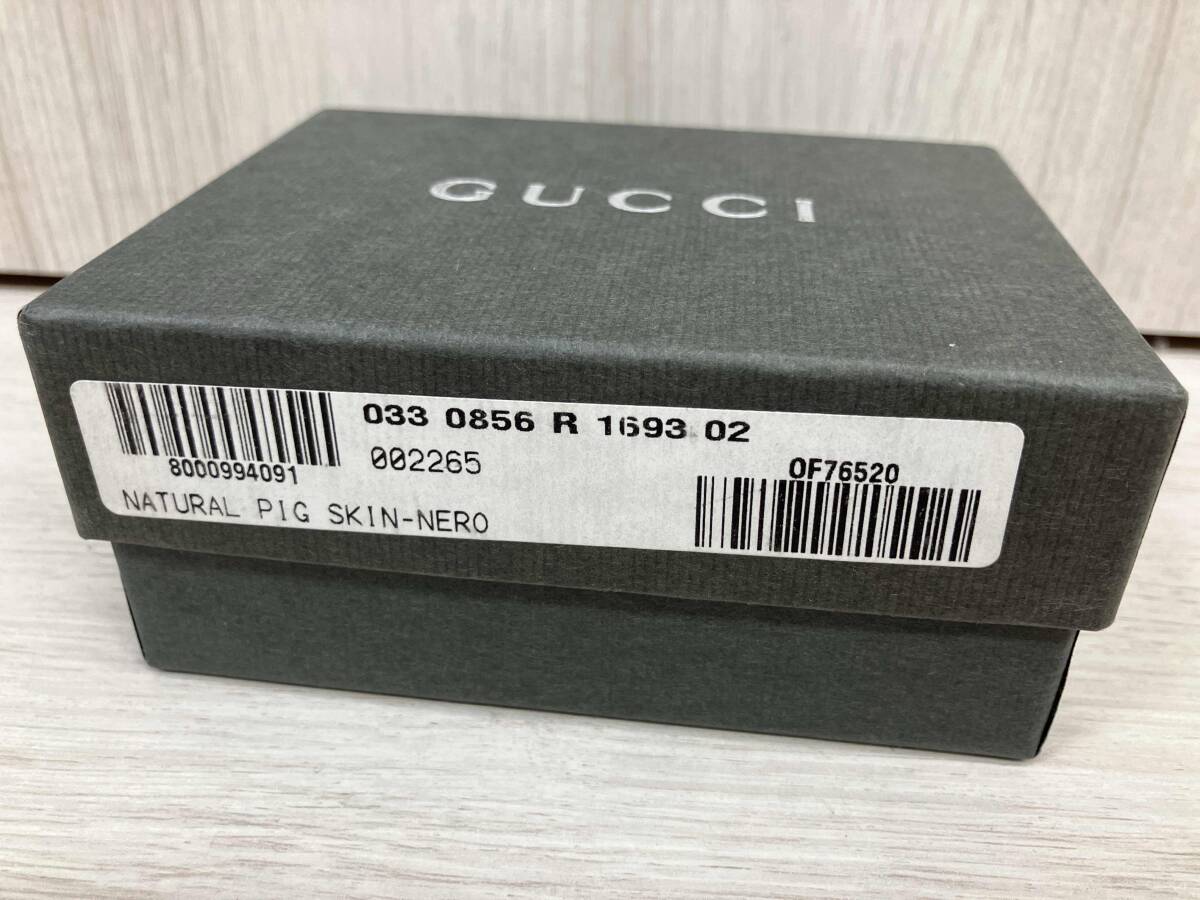 GUCCI
033 0856 R 1693 02
8000994091
002265
OF76520
NATURAL PIG SKIN-NERO